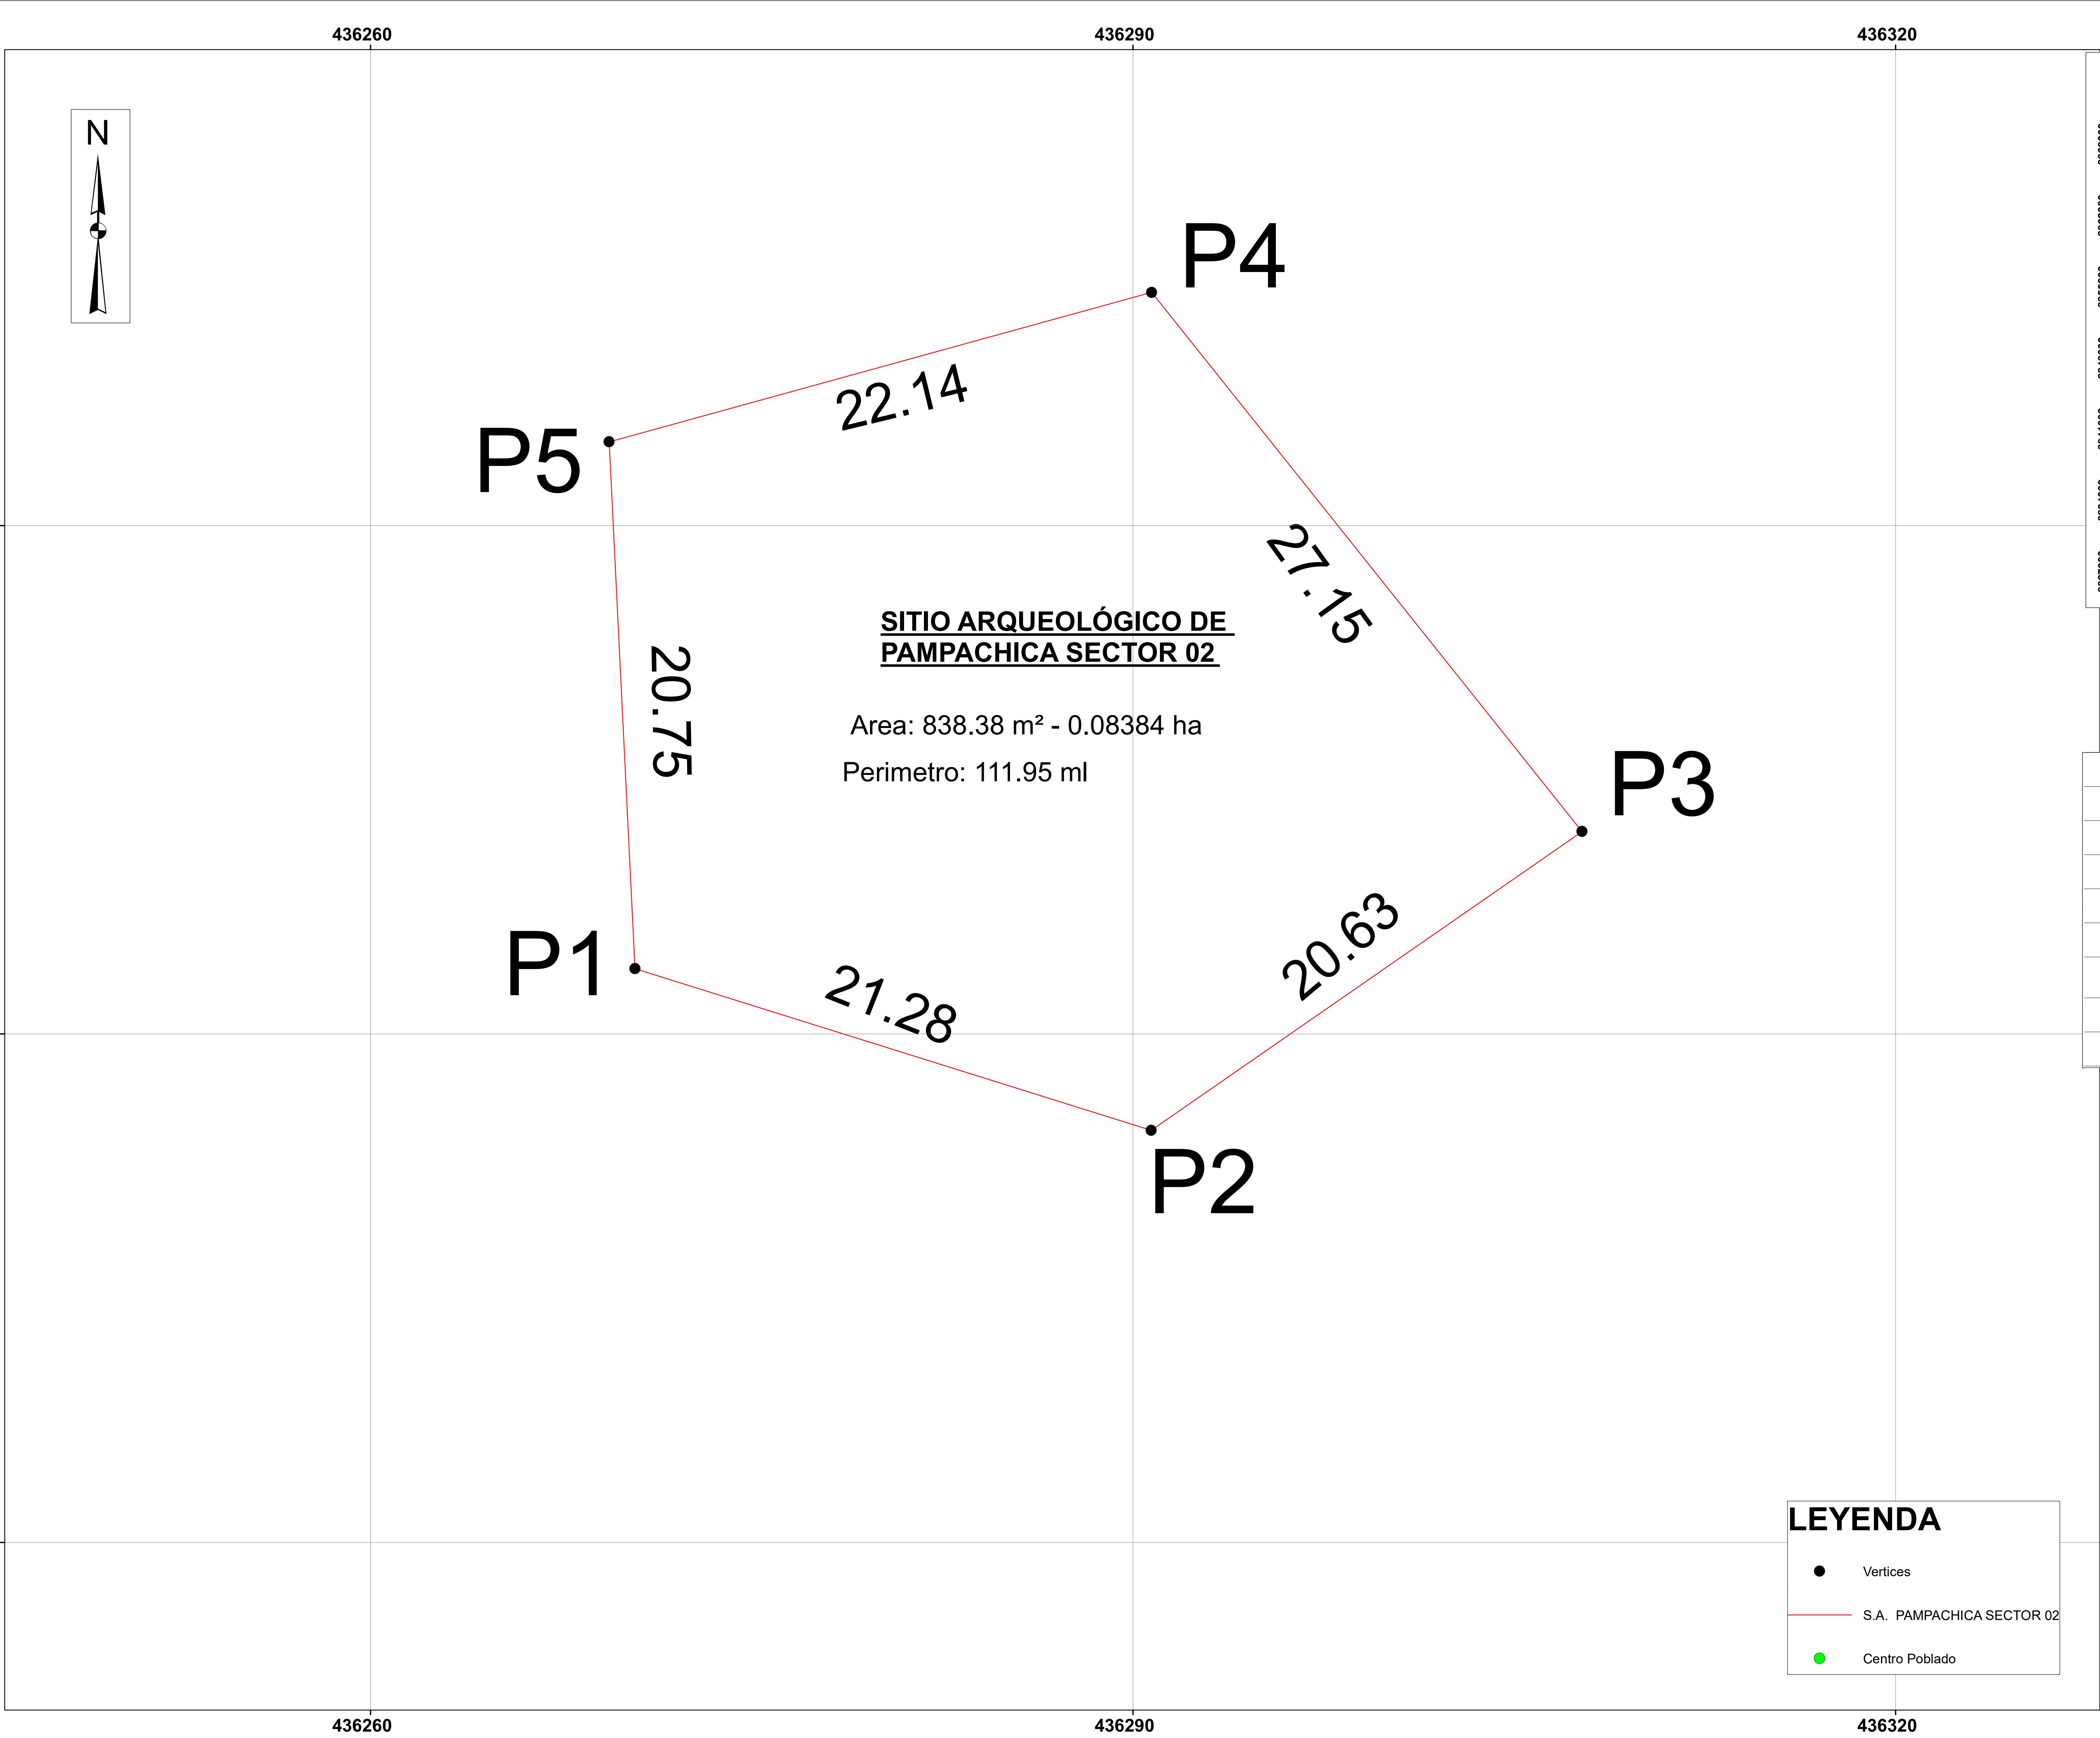 436260
436290
436320
N
P4
22.14
P5
27.15
SITIO ARQUEOLÓGICO DE
PAMPACHICA SECTOR 02
20.75
Area: 838.38 m² - 0.08384 ha
Perimetro: 111.95 ml
P3
20.63
P1
21.28
P2
LEYENDA
Vertices
S.A. PAMPACHICA SECTOR 02
Centro Poblado
436260
436290
436320